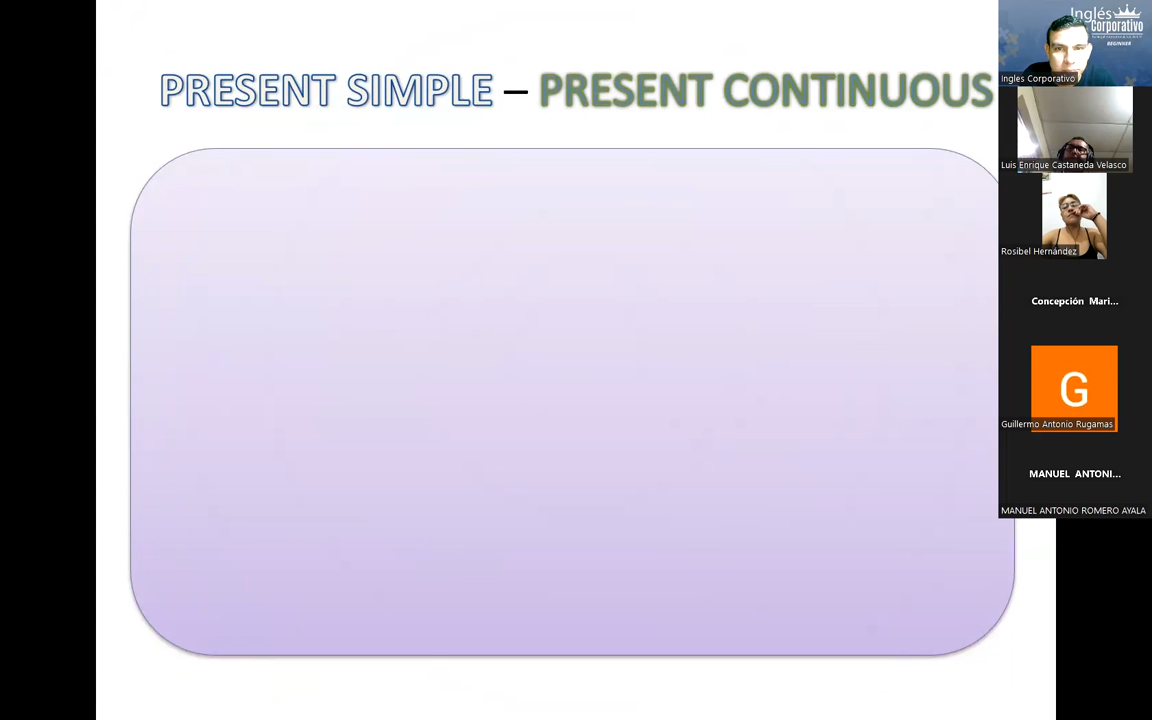 PRESENT SIMPLE – PRESENT CONTINUOUS
Inglés
Corporativo
BEGINNER
Ingles Corporativo
Luis Enrique Castaneda Velasco
Rosibel Hernández
Concepción Mari...
G
Guillermo Antonio Rugamas
MANUEL ANTONI...
MANUEL ANTONIO ROMERO AYALA